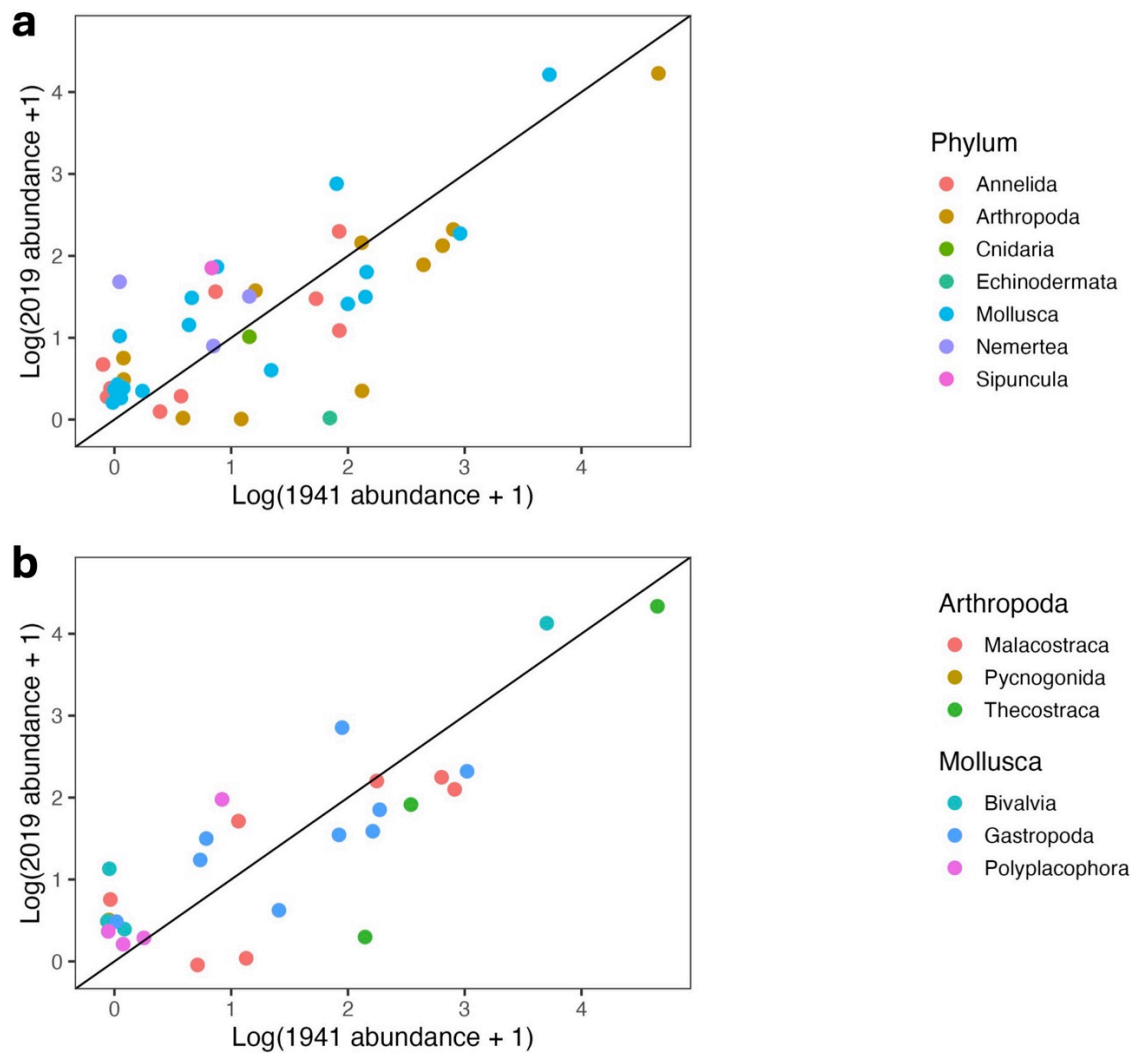 a
Log(2019 abundance +1)
4
3
2
1
0
0 1 2 3 4
Log(1941 abundance + 1)
Phylum
Annelida
Arthropoda
Cnidaria
Echinodermata
Mollusca
Nemertea
Sipuncula
b
Log(2019 abundance + 1)
4
3
2
1
0
0 1 2 3 4
Log(1941 abundance + 1)
Arthropoda
Malacostraca
Pycnogonida
Thecostraca
Mollusca
Bivalvia
Gastropoda
Polyplacophora